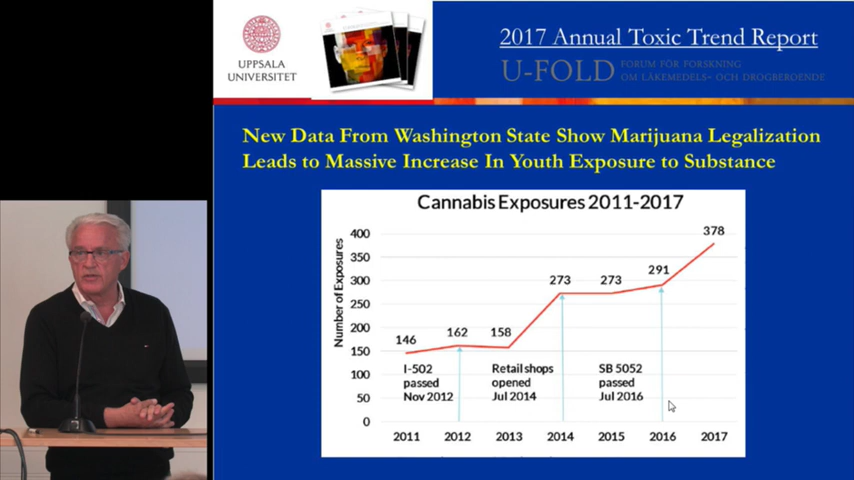 UPPSALA
UNIVERSITET
2017 Annual Toxic Trend Report
U-FOLD FORUM FÖR FORSKNING
OM LÄKEMEDELS- OCH DROGBEROENDE
New Data From Washington State Show Marijuana Legalization
Leads to Massive Increase In Youth Exposure to Substance
Cannabis Exposures 2011-2017
Number of Exposures
400
350
300
250
200
150
100
50
0
146
162
158
273
273
291
378
I-502
passed
Nov 2012
Retail shops
opened
Jul 2014
SB 5052
passed
Jul 2016
2011 2012 2013 2014 2015 2016 2017